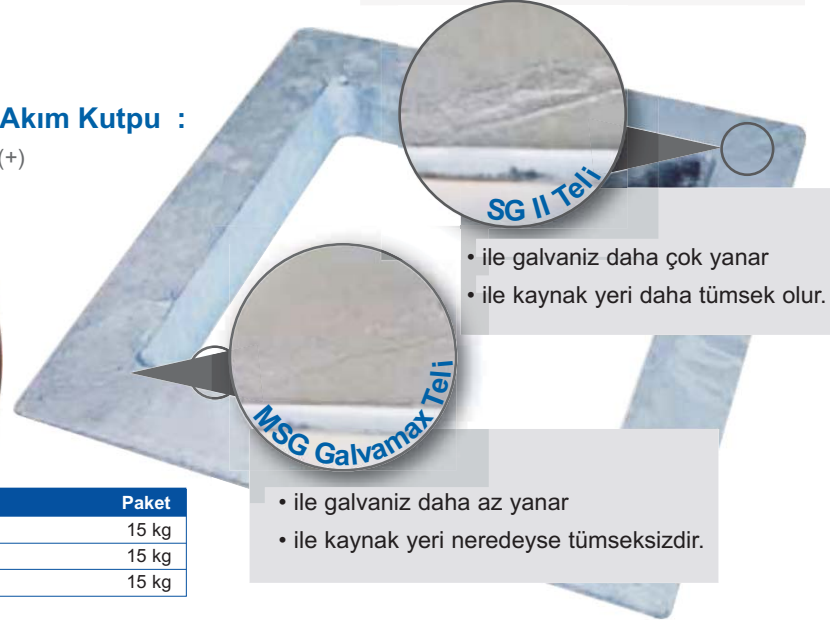 Akım Kutpu :
(+)
SG II Teli
• ile galvaniz daha çok yanar
• ile kaynak yeri daha tümsek olur.
MSG Galvamax Teli
• ile galvaniz daha az yanar
• ile kaynak yeri neredeyse tümseksizdir.
Paket
15 kg
15 kg
15 kg